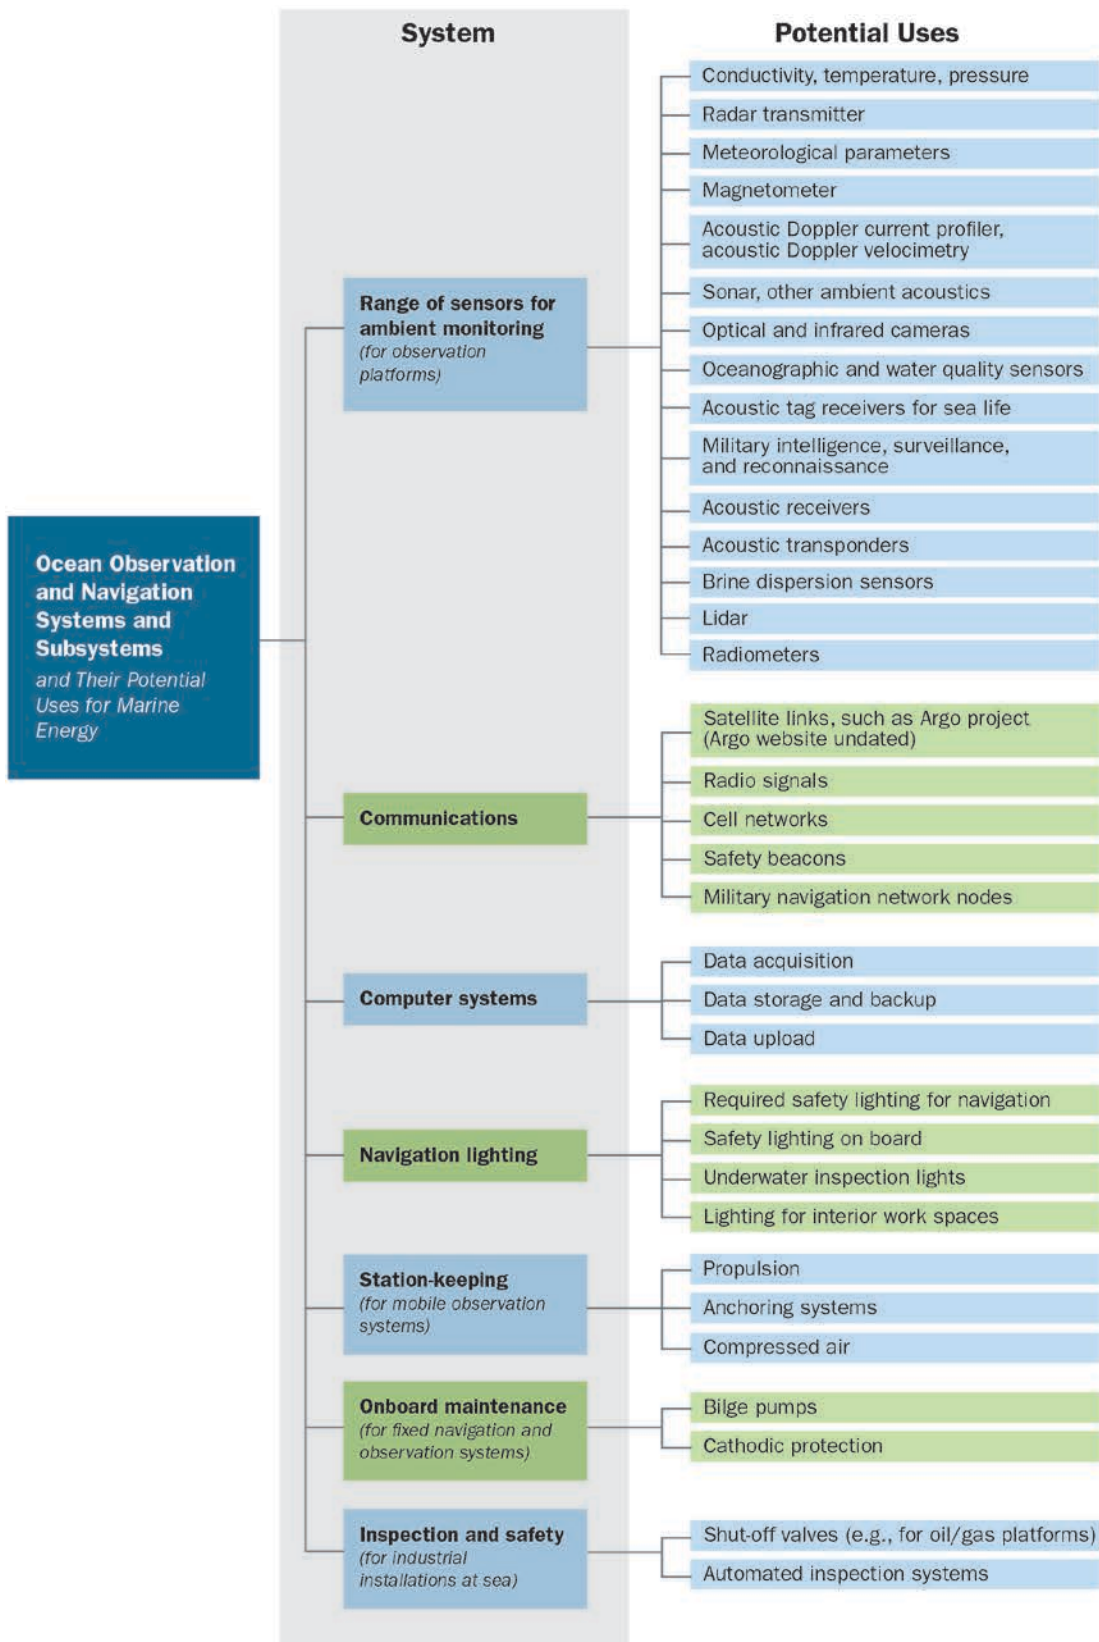 System
Potential Uses
Ocean Observation
and Navigation
Systems and
Subsystems
and Their Potential
Uses for Marine
Energy
Range of sensors for
ambient monitoring
(for observation
platforms)
Conductivity, temperature, pressure
Radar transmitter
Meteorological parameters
Magnetometer
Acoustic Doppler current profiler,
acoustic Doppler velocimetry
Sonar, other ambient acoustics
Optical and infrared cameras
Oceanographic and water quality sensors
Acoustic tag receivers for sea life
Military intelligence, surveillance,
and reconnaissance
Acoustic receivers
Acoustic transponders
Brine dispersion sensors
Lidar
Radiometers
Communications
Satellite links, such as Argo project
(Argo website undated)
Radio signals
Cell networks
Safety beacons
Military navigation network nodes
Computer systems
Data acquisition
Data storage and backup
Data upload
Navigation lighting
Required safety lighting for navigation
Safety lighting on board
Underwater inspection lights
Lighting for interior work spaces
Station-keeping
(for mobile observation
systems)
Propulsion
Anchoring systems
Compressed air
Onboard maintenance
(for fixed navigation and
observation systems)
Bilge pumps
Cathodic protection
Inspection and safety
(for industrial
installations at sea)
Shut-off valves (e.g., for oil/gas platforms)
Automated inspection systems